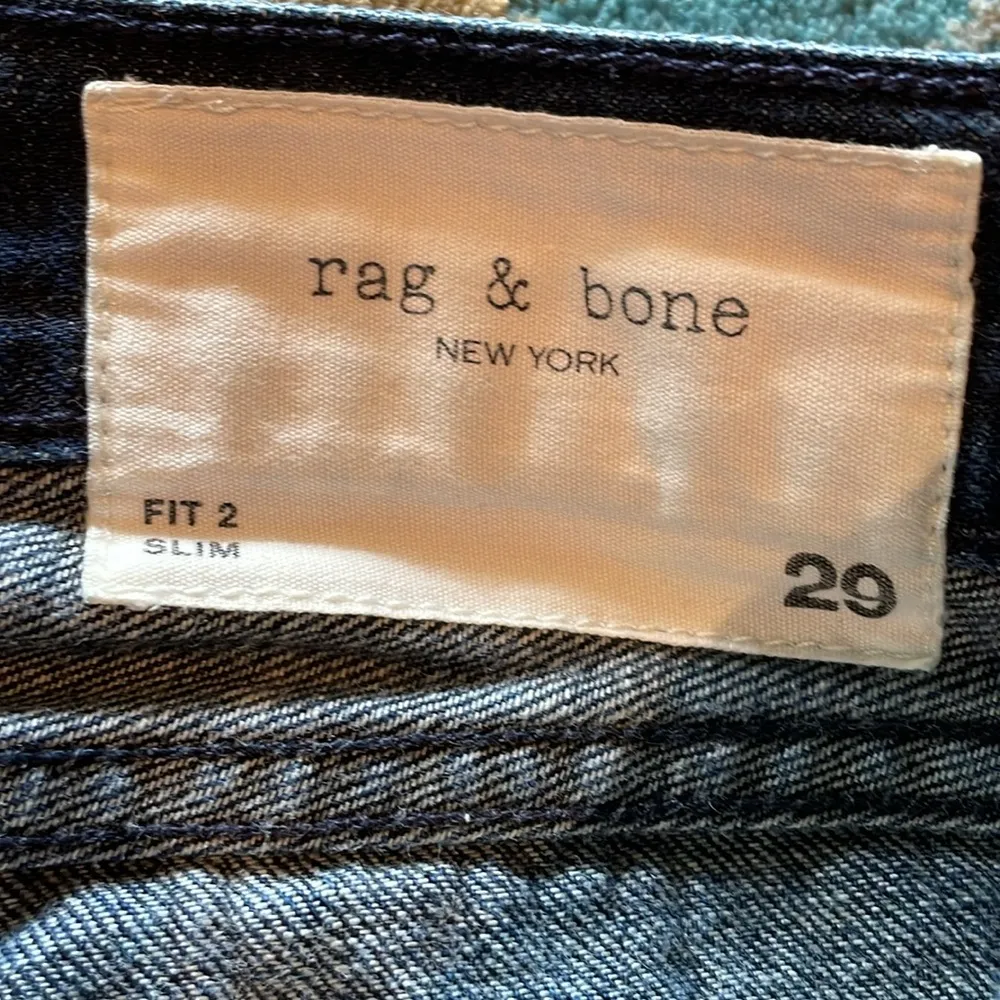 rag & bone
NEW YORK
FIT 2
SLIM
29